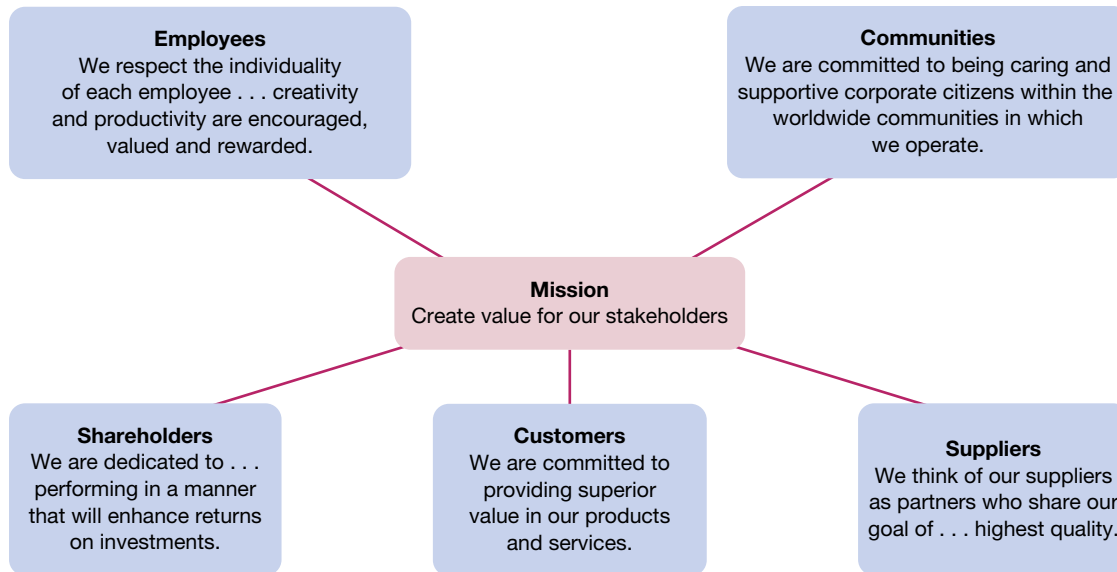 Employees
We respect the individuality
of each employee . . . creativity
and productivity are encouraged,
valued and rewarded.
Communities
We are committed to being caring and
supportive corporate citizens within the
worldwide communities in which
we operate.
Mission
Create value for our stakeholders
Shareholders
We are dedicated to . . .
performing in a manner
that will enhance returns
on investments.
Customers
We are committed to
providing superior
value in our products
and services.
Suppliers
We think of our suppliers
as partners who share our
goal of . . . highest quality.